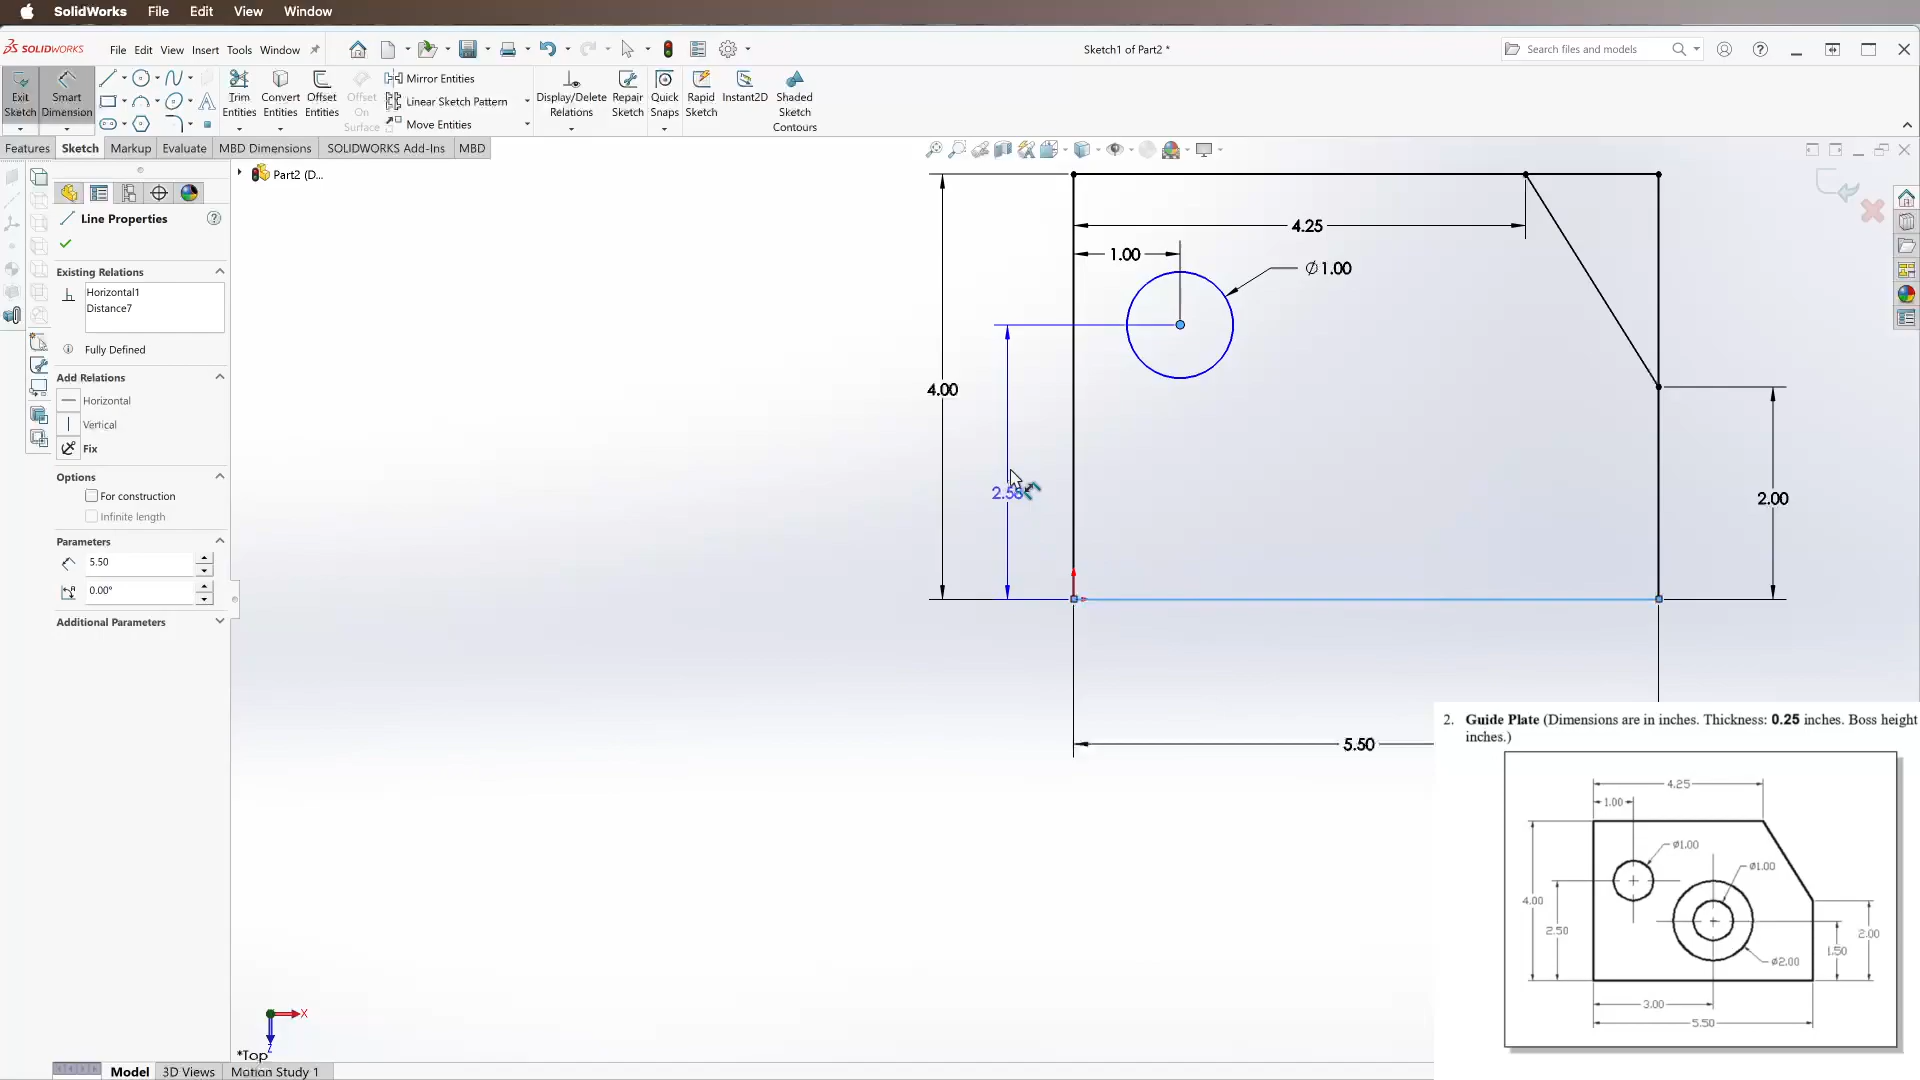 SolidWorks File Edit View Window
SOLIDWORKS File Edit View Insert Tools Window
Sketch1 of Part2 *
Search files and models
Exit Sketch
Smart Dimension
Trim Entities
Convert Entities
Offset Entities
Offset On Surface
Mirror Entities
Linear Sketch Pattern
Move Entities
Display/Delete Relations
Repair Sketch
Quick Snaps
Rapid Sketch
Instant2D
Shaded Sketch Contours
Features Sketch Markup Evaluate MBD Dimensions SOLIDWORKS Add-Ins MBD
Part2 (D...
Line Properties
Existing Relations
Horizontal1
Distance7
Fully Defined
Add Relations
Horizontal
Vertical
Fix
Options
For construction
Infinite length
Parameters
5.50
0.00°
Additional Parameters
4.25
1.00
Ø1.00
4.00
2.00
5.50
X
Z
*Top
2. Guide Plate (Dimensions are in inches. Thickness: 0.25 inches. Boss height
inches.)
4.25
1.00
ø1.00
ø1.00
4.00
2.50
2.00
1.50
ø2.00
3.00
5.50
Model 3D Views Motion Study 1